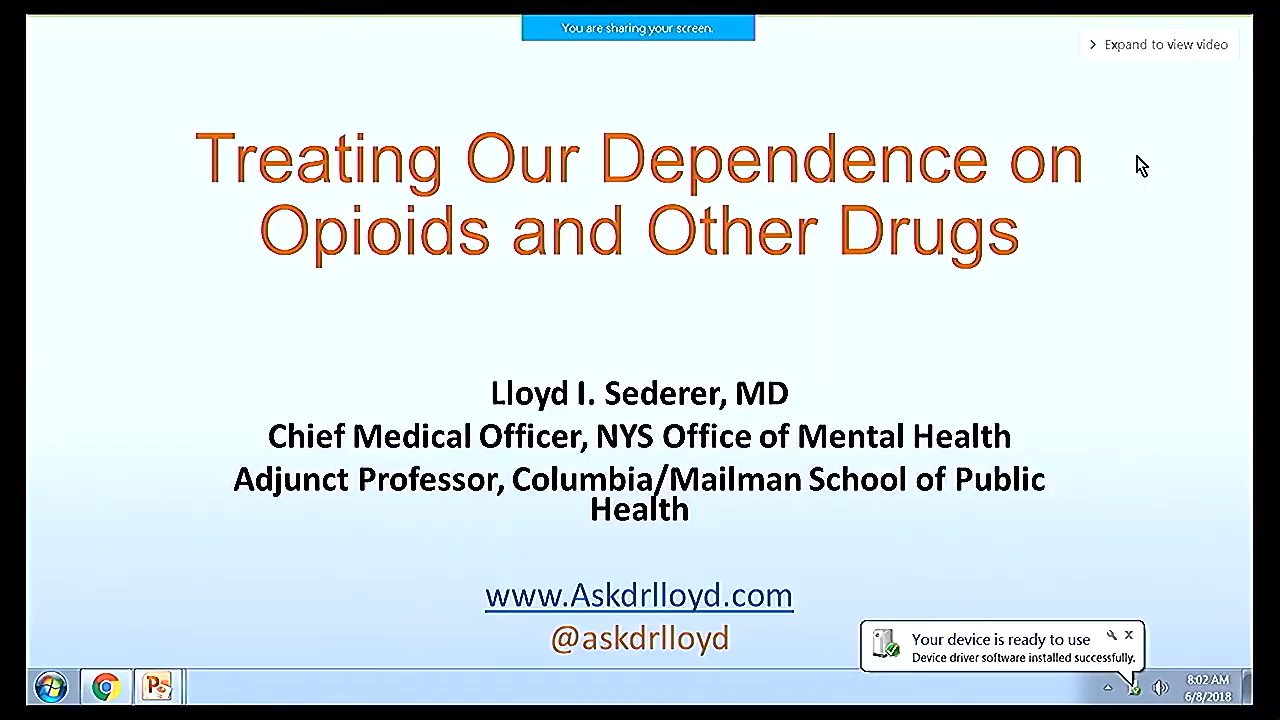 You are sharing your screen.
Expand to view video
Treating Our Dependence on
Opioids and Other Drugs
Lloyd I. Sederer, MD
Chief Medical Officer, NYS Office of Mental Health
Adjunct Professor, Columbia/Mailman School of Public
Health
www.Askdrlloyd.com
@askdrlloyd
Your device is ready to use
Device driver software installed successfully.
8:02 AM
6/8/2018